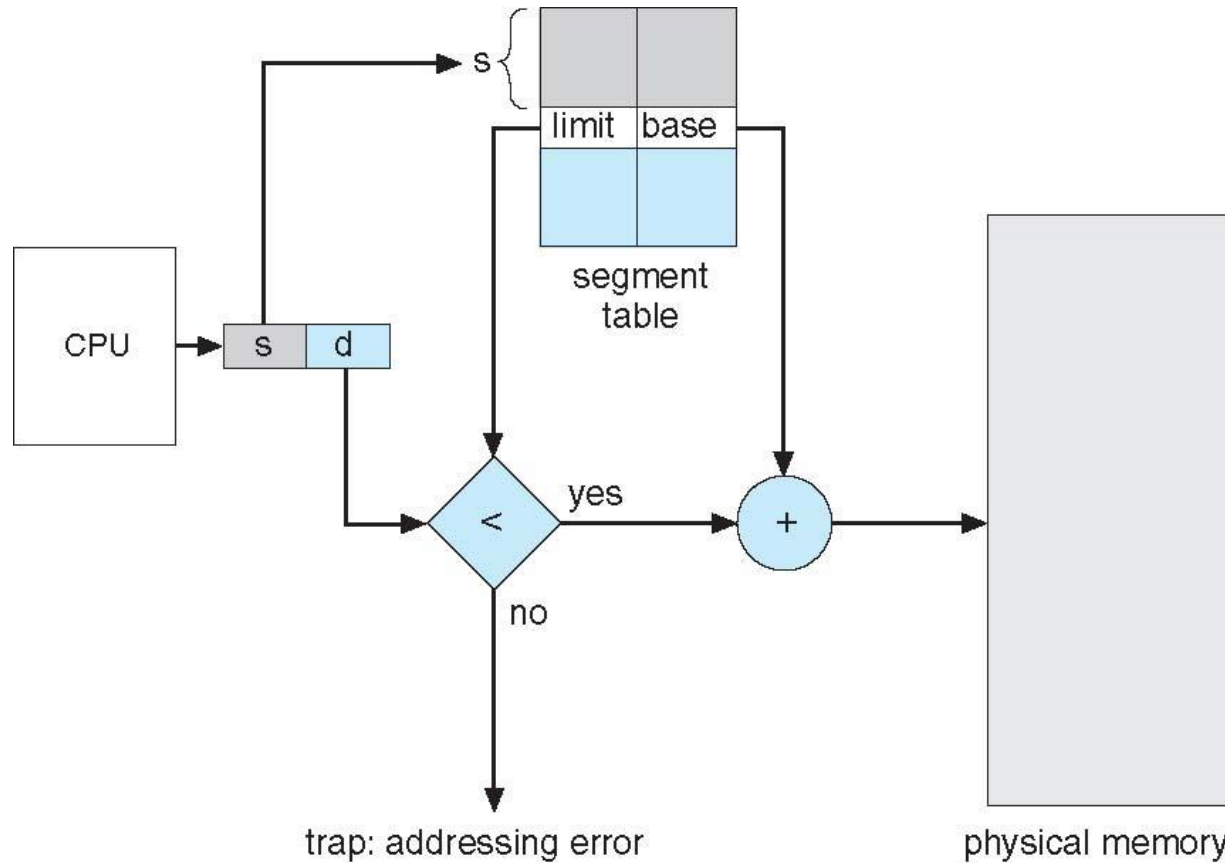 s
limit base
segment
table
CPU
s d
<
yes
+
no
trap: addressing error
physical memory